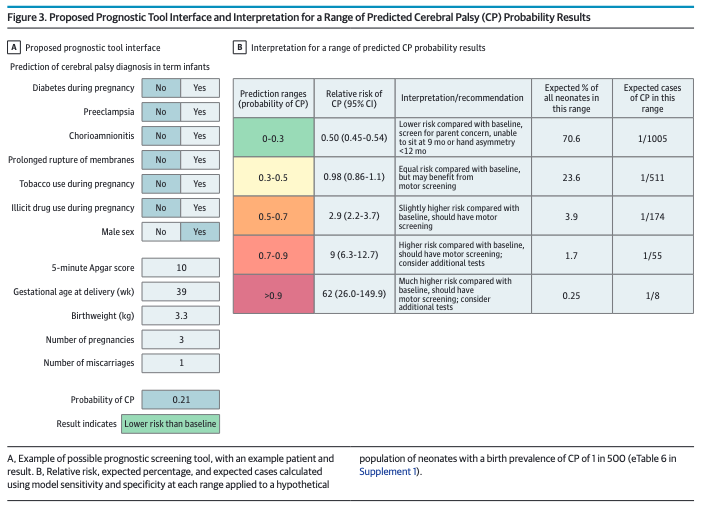 Figure 3. Proposed Prognostic Tool Interface and Interpretation for a Range of Predicted Cerebral Palsy (CP) Probability Results
A Proposed prognostic tool interface
Prediction of cerebral palsy diagnosis in term infants
Diabetes during pregnancy No Yes
Preeclampsia No Yes
Chorioamnionitis No Yes
Prolonged rupture of membranes No Yes
Tobacco use during pregnancy No Yes
Illicit drug use during pregnancy No Yes
Male sex No Yes
5-minute Apgar score 10
Gestational age at delivery (wk) 39
Birthweight (kg) 3.3
Number of pregnancies 3
Number of miscarriages 1
Probability of CP 0.21
Result indicates Lower risk than baseline
B Interpretation for a range of predicted CP probability results
Prediction ranges
(probability of CP)
Relative risk of
CP (95% CI)
Interpretation/recommendation
Expected % of
all neonates in
this range
Expected cases
of CP in this
range
0-0.3
0.50 (0.45-0.54)
Lower risk compared with baseline,
screen for parent concern, unable
to sit at 9 mo or hand asymmetry
<12 mo
70.6
1/1005
0.3-0.5
0.98 (0.86-1.1)
Equal risk compared with baseline,
but may benefit from
motor screening
23.6
1/511
0.5-0.7
2.9 (2.2-3.7)
Slightly higher risk compared with
baseline, should have motor
screening
3.9
1/174
0.7-0.9
9 (6.3-12.7)
Higher risk compared with baseline,
should have motor screening;
consider additional tests
1.7
1/55
>0.9
62 (26.0-149.9)
Much higher risk compared with
baseline, should have
motor screening; consider
additional tests
0.25
1/8
A, Example of possible prognostic screening tool, with an example patient and
result. B, Relative risk, expected percentage, and expected cases calculated
using model sensitivity and specificity at each range applied to a hypothetical
population of neonates with a birth prevalence of CP of 1 in 500 (eTable 6 in
Supplement 1).